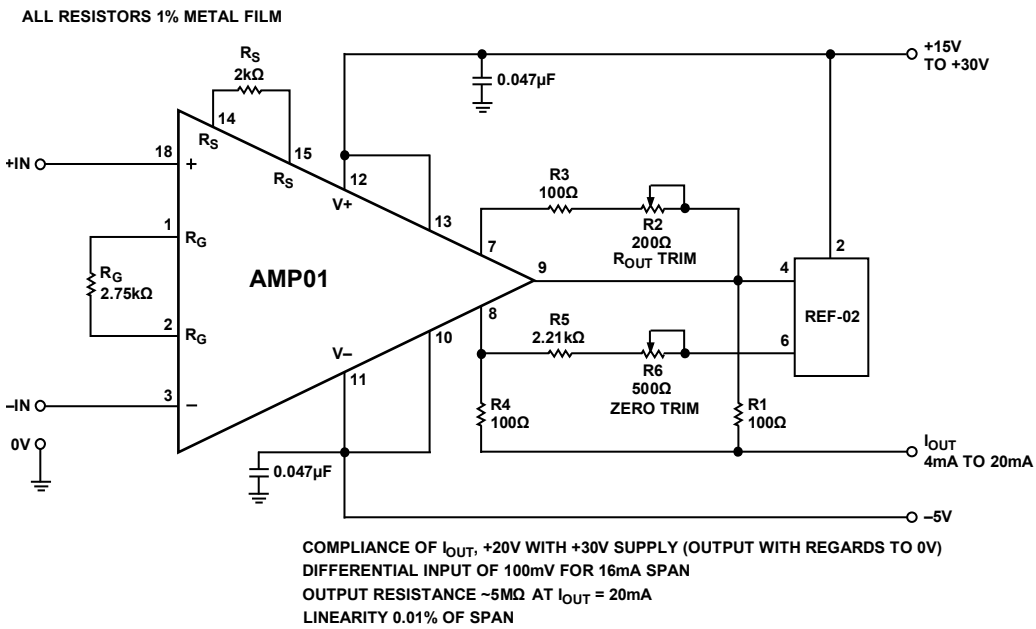 ALL RESISTORS 1% METAL FILM
RS
2kΩ
0.047µF
+15V
TO +30V
14
RS
15
RS
+IN
18
+
12
V+
13
R3
100Ω
R2
200Ω
ROUT TRIM
1
RG
RG
2.75kΩ
2
RG
AMP01
7
9
8
4
2
REF-02
6
R5
2.21kΩ
R6
500Ω
ZERO TRIM
10
V–
11
–IN
3
–
R4
100Ω
R1
100Ω
0V
0.047µF
IOUT
4mA TO 20mA
–5V
COMPLIANCE OF IOUT, +20V WITH +30V SUPPLY (OUTPUT WITH REGARDS TO 0V)
DIFFERENTIAL INPUT OF 100mV FOR 16mA SPAN
OUTPUT RESISTANCE ~5MΩ AT IOUT = 20mA
LINEARITY 0.01% OF SPAN